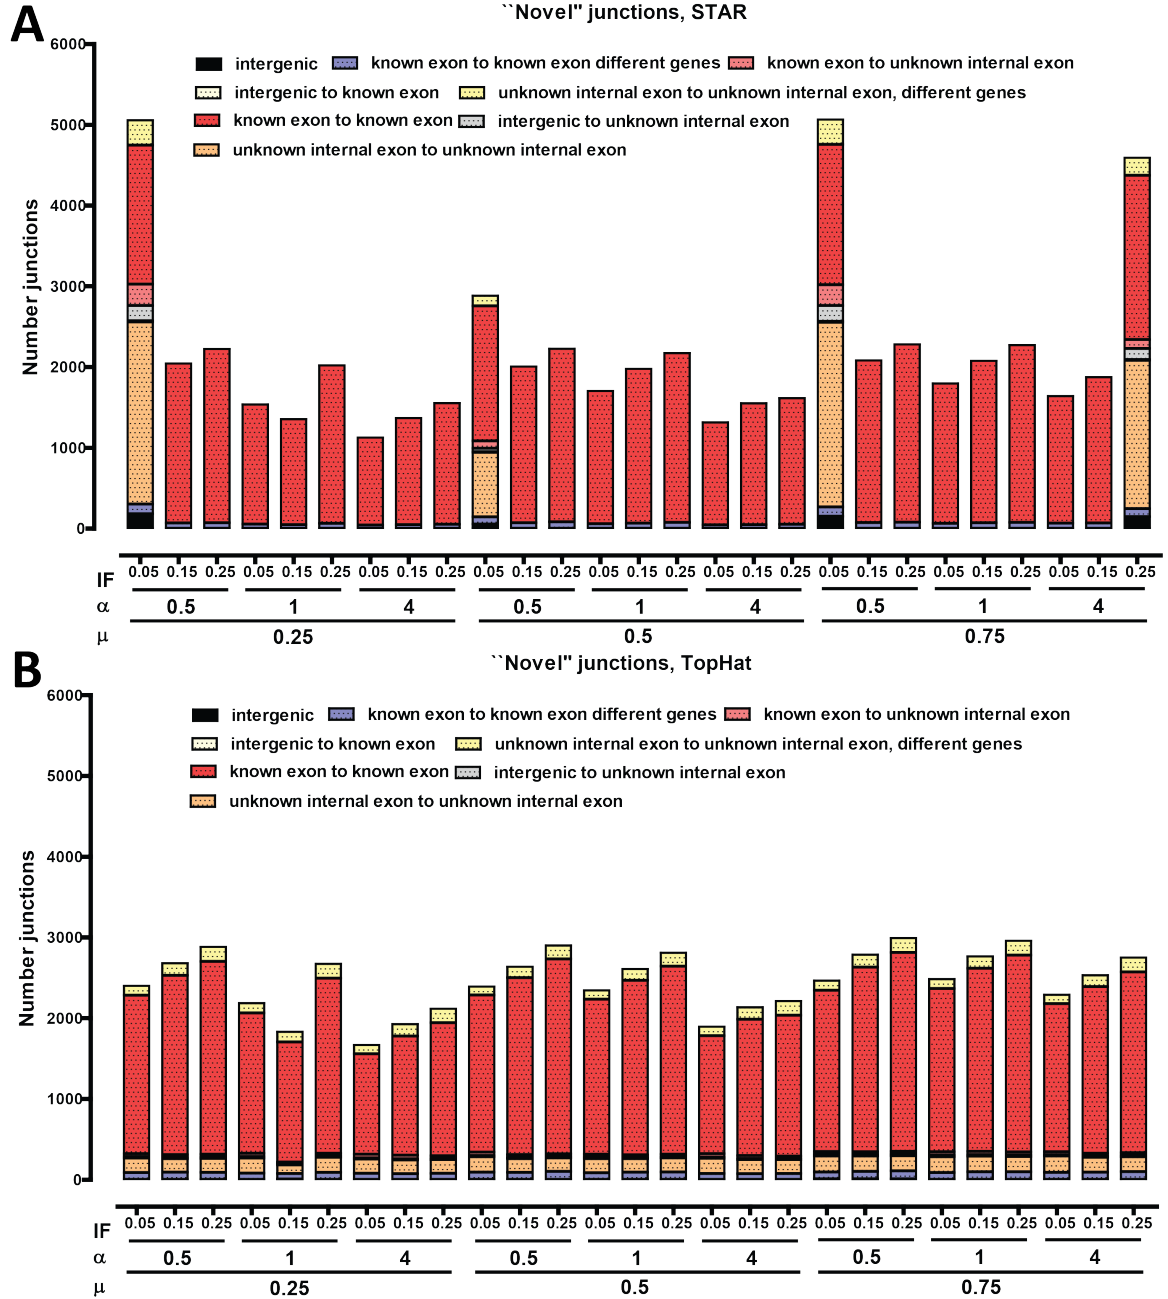 A
``Novel'' junctions, STAR
6000
intergenic known exon to known exon different genes known exon to unknown internal exon
intergenic to known exon unknown internal exon to unknown internal exon, different genes
5000
known exon to known exon intergenic to unknown internal exon
unknown internal exon to unknown internal exon
4000
Number junctions
3000
2000
1000
0
IF 0.05 0.15 0.25 0.05 0.15 0.25 0.05 0.15 0.25 0.05 0.15 0.25 0.05 0.15 0.25 0.05 0.15 0.25 0.05 0.15 0.25 0.05 0.15 0.25 0.05 0.15 0.25
α 0.5 1 4 0.5 1 4 0.5 1 4
μ 0.25 0.5 0.75
B
``Novel'' junctions, TopHat
6000
intergenic known exon to known exon different genes known exon to unknown internal exon
intergenic to known exon unknown internal exon to unknown internal exon, different genes
5000
known exon to known exon intergenic to unknown internal exon
unknown internal exon to unknown internal exon
4000
Number junctions
3000
2000
1000
0
IF 0.05 0.15 0.25 0.05 0.15 0.25 0.05 0.15 0.25 0.05 0.15 0.25 0.05 0.15 0.25 0.05 0.15 0.25 0.05 0.15 0.25 0.05 0.15 0.25 0.05 0.15 0.25
α 0.5 1 4 0.5 1 4 0.5 1 4
μ 0.25 0.5 0.75